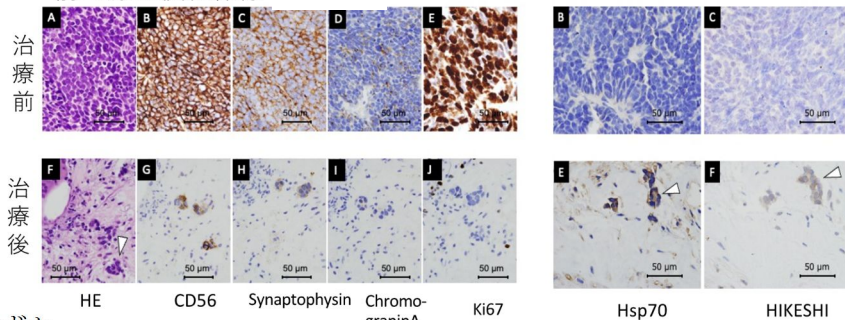 A B C D E B C
治療前
50 µm 50 µm 50 µm 50 µm 50 µm 50 µm 50 µm
F G H I J E F
治療後
50 µm 50 µm 50 µm 50 µm 50 µm 50 µm 50 µm
HE CD56 Synaptophysin Chromo- Ki67 Hsp70 HIKESHI